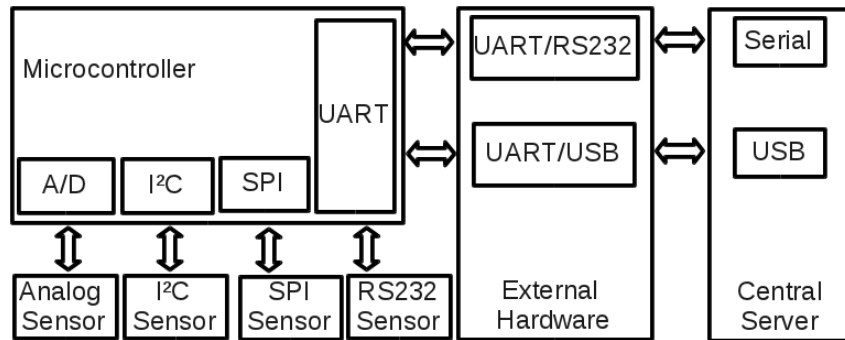 Microcontroller
UART
A/D
I²C
SPI
Analog
Sensor
I²C
Sensor
SPI
Sensor
RS232
Sensor
UART/RS232
UART/USB
External
Hardware
Serial
USB
Central
Server